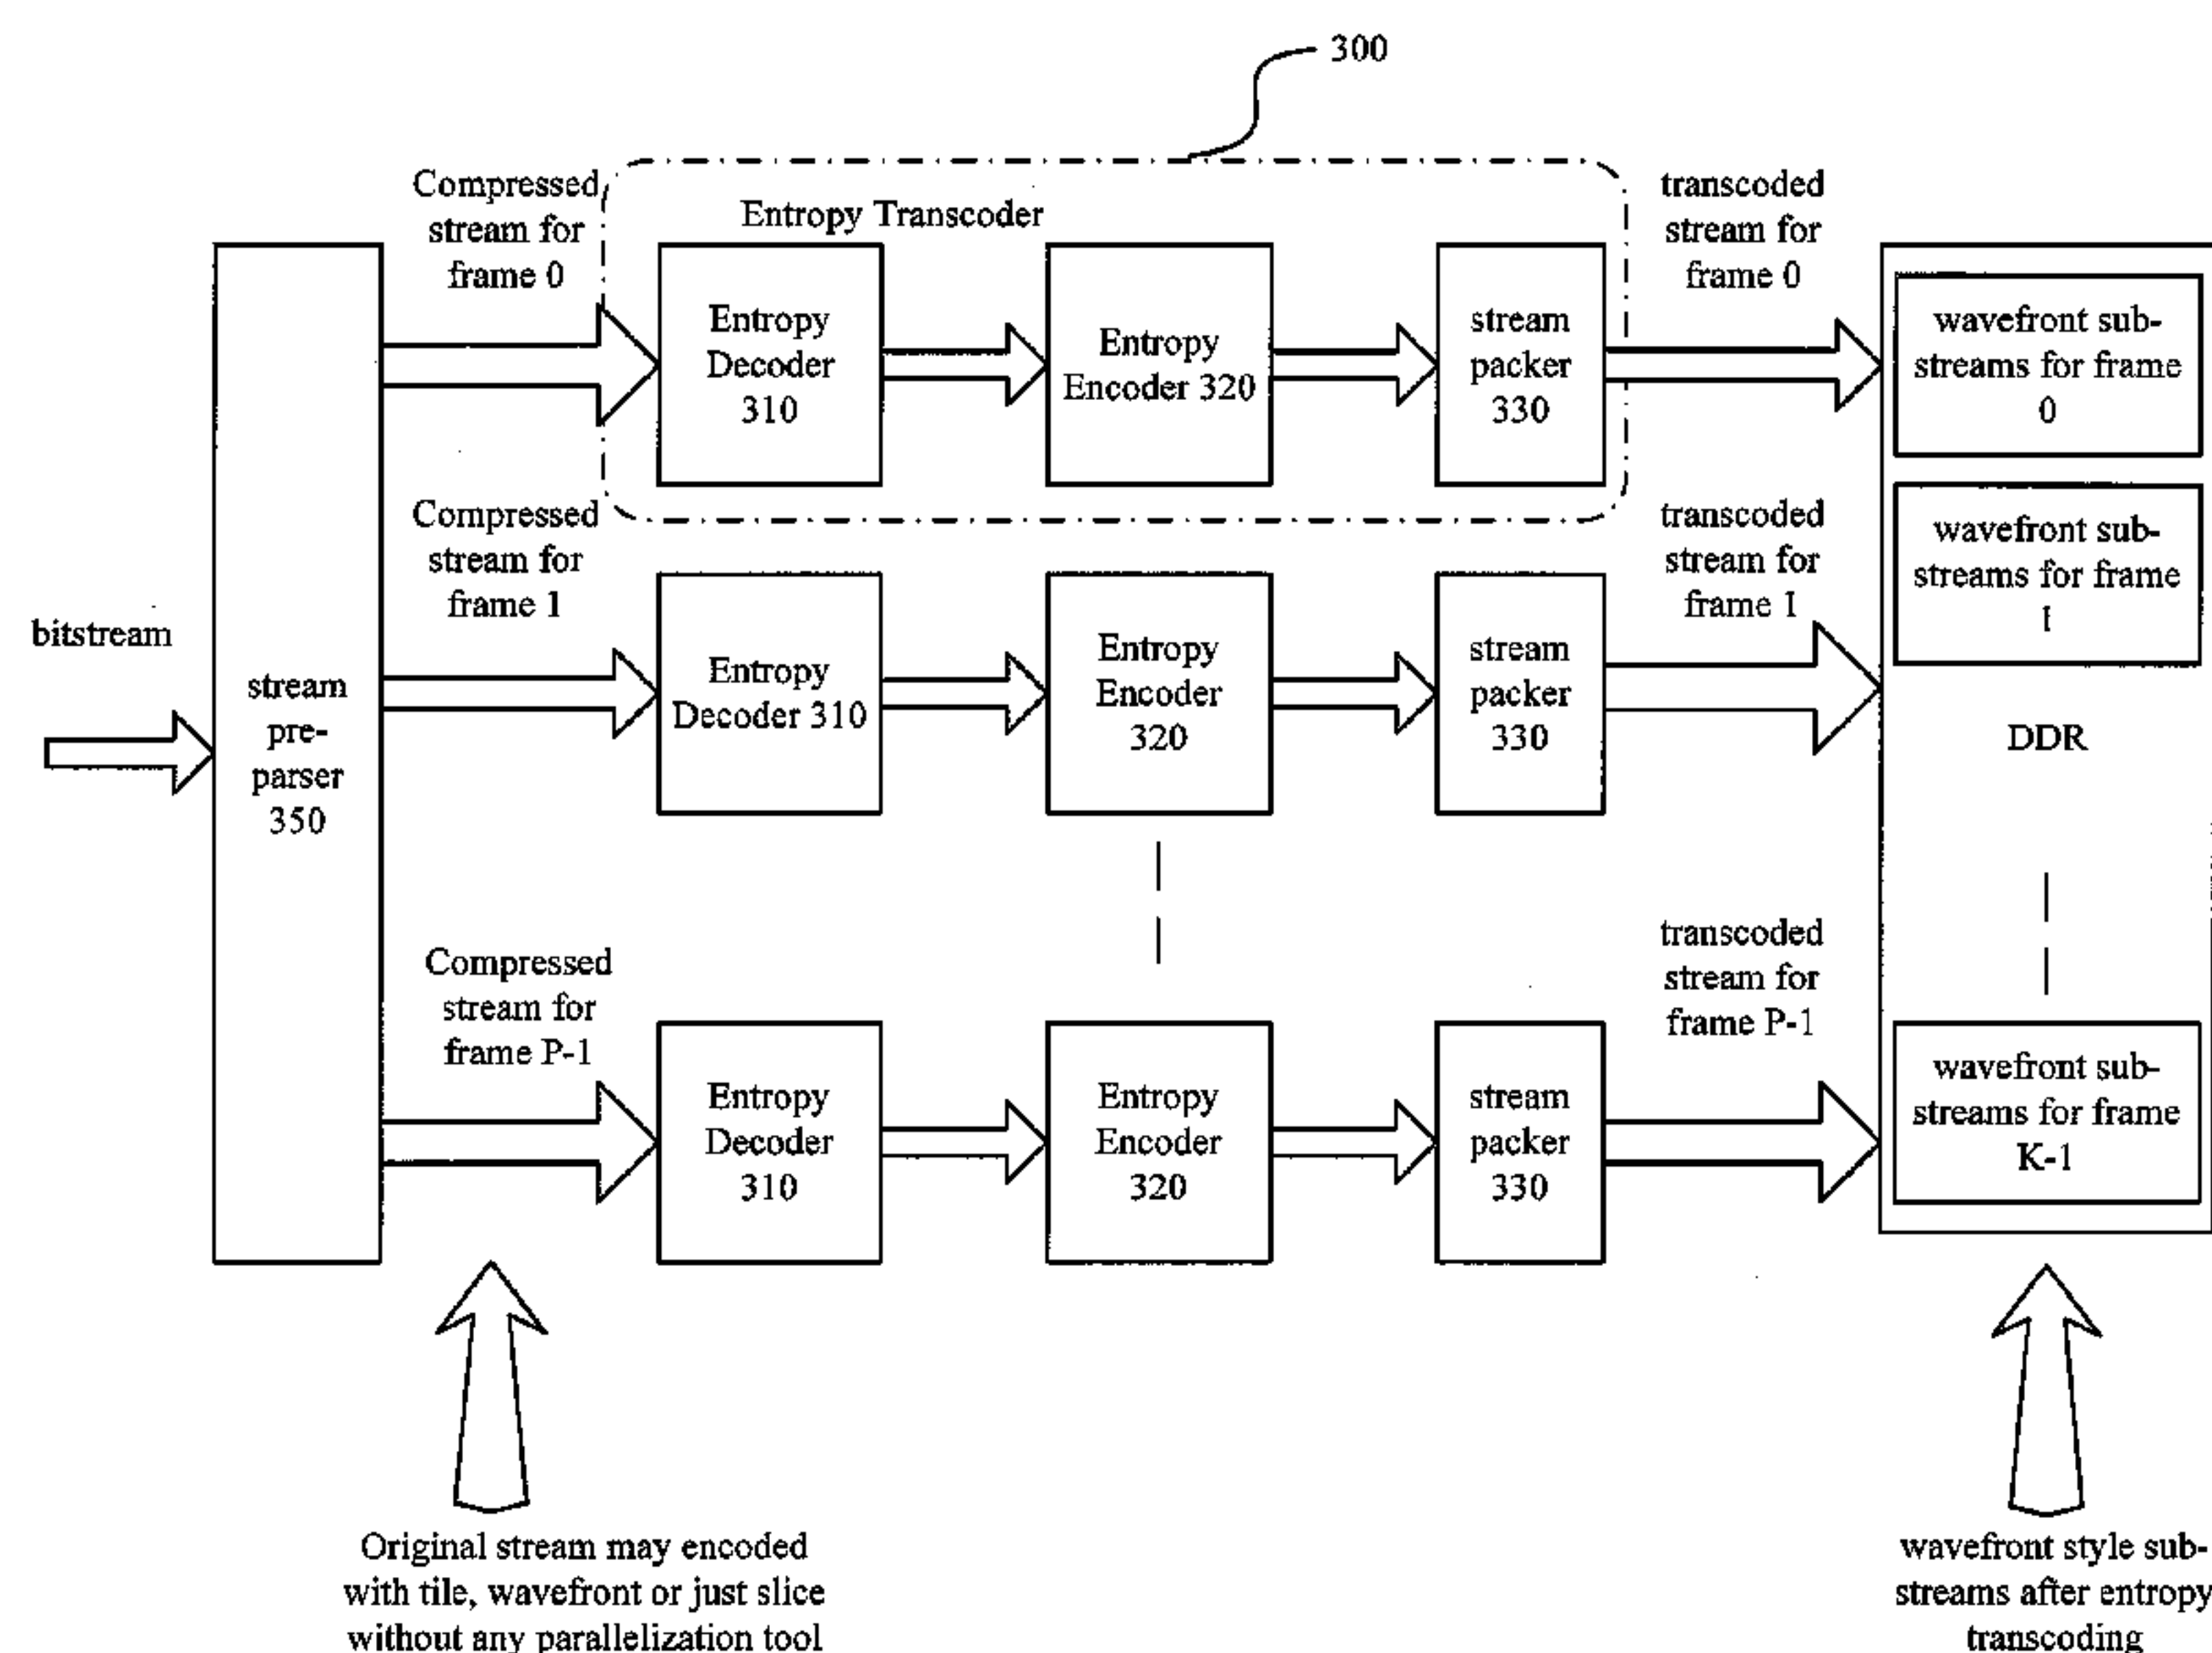 300
Compressed
stream for
frame 0
Entropy Transcoder
transcoded
stream for
frame 0
Entropy
Decoder
310
Entropy
Encoder 320
stream
packer
330
wavefront sub-
streams for frame
0
Compressed
stream for
frame 1
transcoded
stream for
frame 1
wavefront sub-
streams for frame
1
bitstream
stream
pre-
parser
350
Entropy
Decoder 310
Entropy
Encoder
320
stream
packer
330
DDR
Compressed
stream for
frame P-1
transcoded
stream for
frame P-1
Entropy
Decoder
310
Entropy
Encoder
320
stream
packer
330
wavefront sub-
streams for frame
K-1
Original stream may encoded
with tile, wavefront or just slice
without any parallelization tool
wavefront style sub-
streams after entropy
transcoding